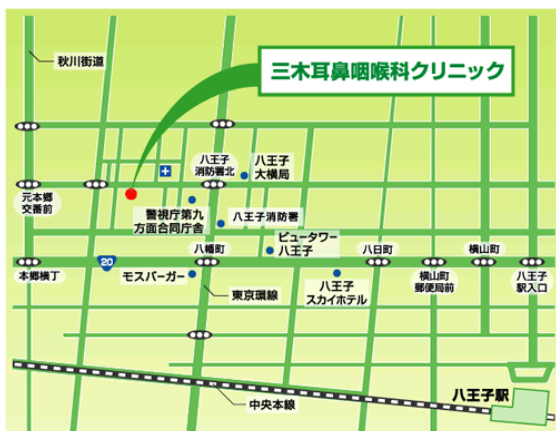 秋川街道
三木耳鼻咽喉科クリニック
八王子
消防署北
八王子
大横局
元本郷
交番前
警視庁第九
方面合同庁舎
八王子消防署
ビュータワー
八王子
20
八幡町
八日町
横山町
本郷横丁
モスバーガー
八王子
スカイホテル
横山町
郵便局前
八王子
駅入口
東京環線
中央本線
八王子駅